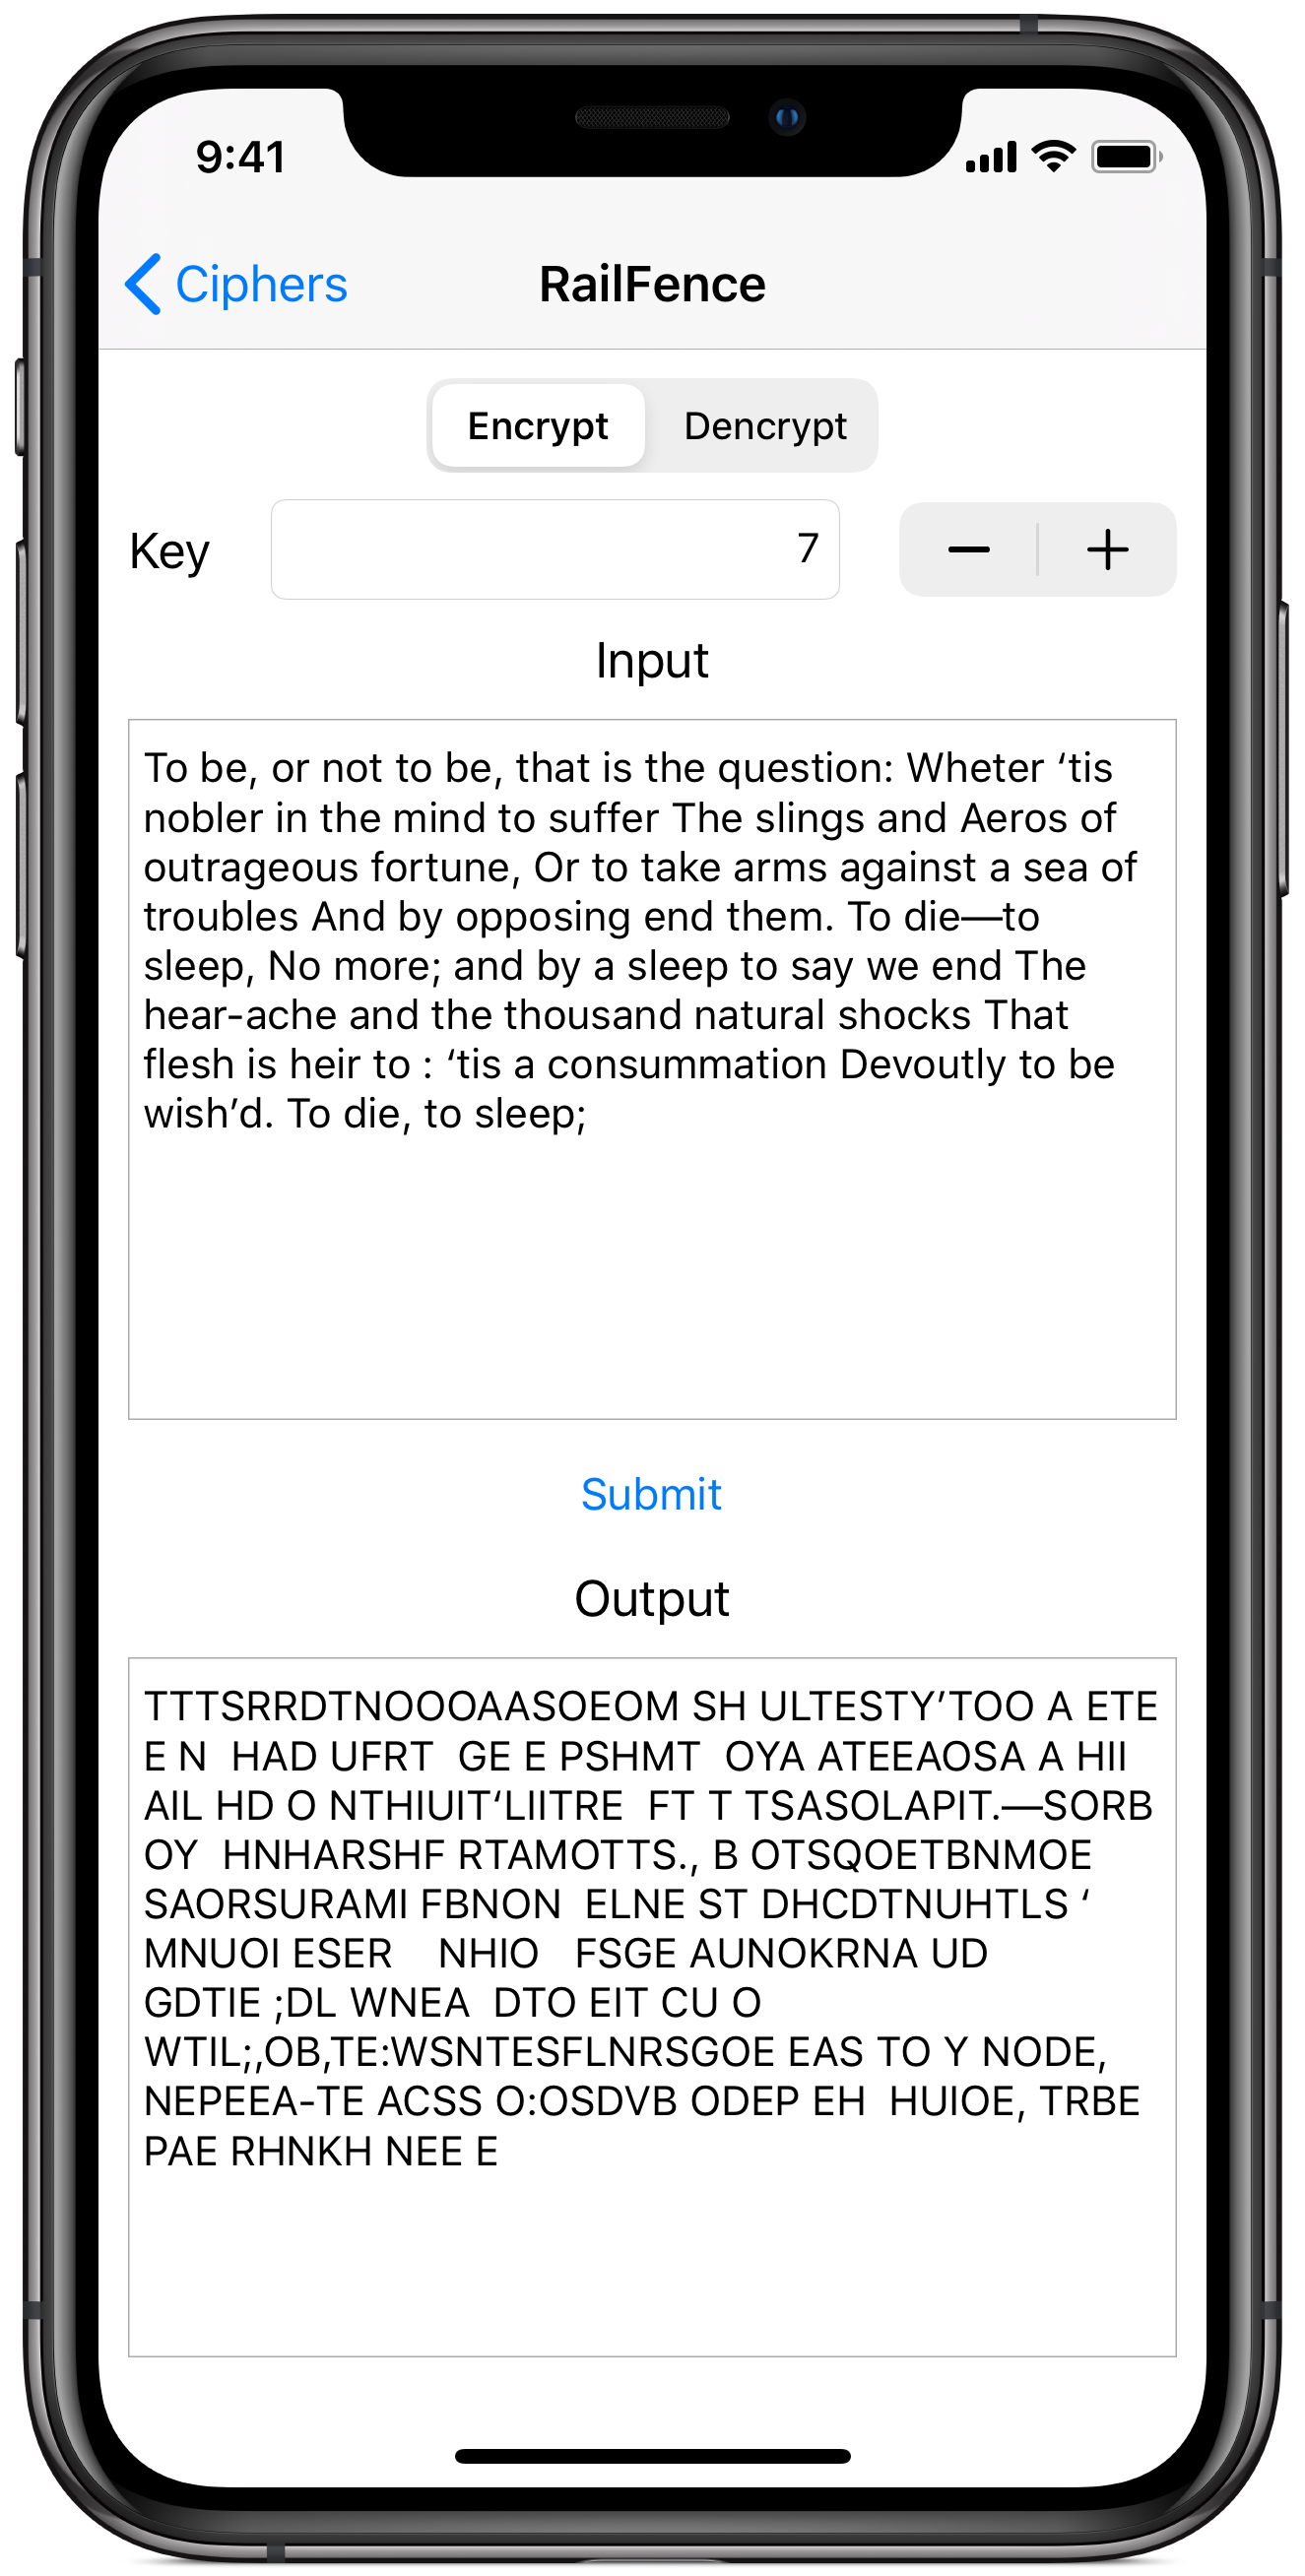 9:41
Ciphers
RailFence
Encrypt
Dencrypt
Key
7
Input
To be, or not to be, that is the question: Wheter ‘tis
nobler in the mind to suffer The slings and Aeros of
outrageous fortune, Or to take arms against a sea of
troubles And by opposing end them. To die—to
sleep, No more; and by a sleep to say we end The
hear-ache and the thousand natural shocks That
flesh is heir to : ‘tis a consummation Devoutly to be
wish’d. To die, to sleep;
Submit
Output
TTTSRRDTNOOOAASOEOM SH ULTESTY’TOO A ETE
E N  HAD UFRT  GE E PSHMT  OYA ATEEAOSA A HII
AIL HD O NTHIUIT‘LIITRE  FT T TSASOLAPIT.—SORB
OY  HNHARSHF RTAMOTTS., B OTSQOETBNMOE
SAORSURAMI FBNON  ELNE ST DHCDTNUHTLS ‘
MNUOI ESER    NHIO   FSGE AUNOKRNA UD
GDTIE ;DL WNEA  DTO EIT CU O
WTIL;,OB,TE:WSNTESFLNRSGOE EAS TO Y NODE,
NEPEEA-TE ACSS O:OSDVB ODEP EH  HUIOE, TRBE
PAE RHNKH NEE E